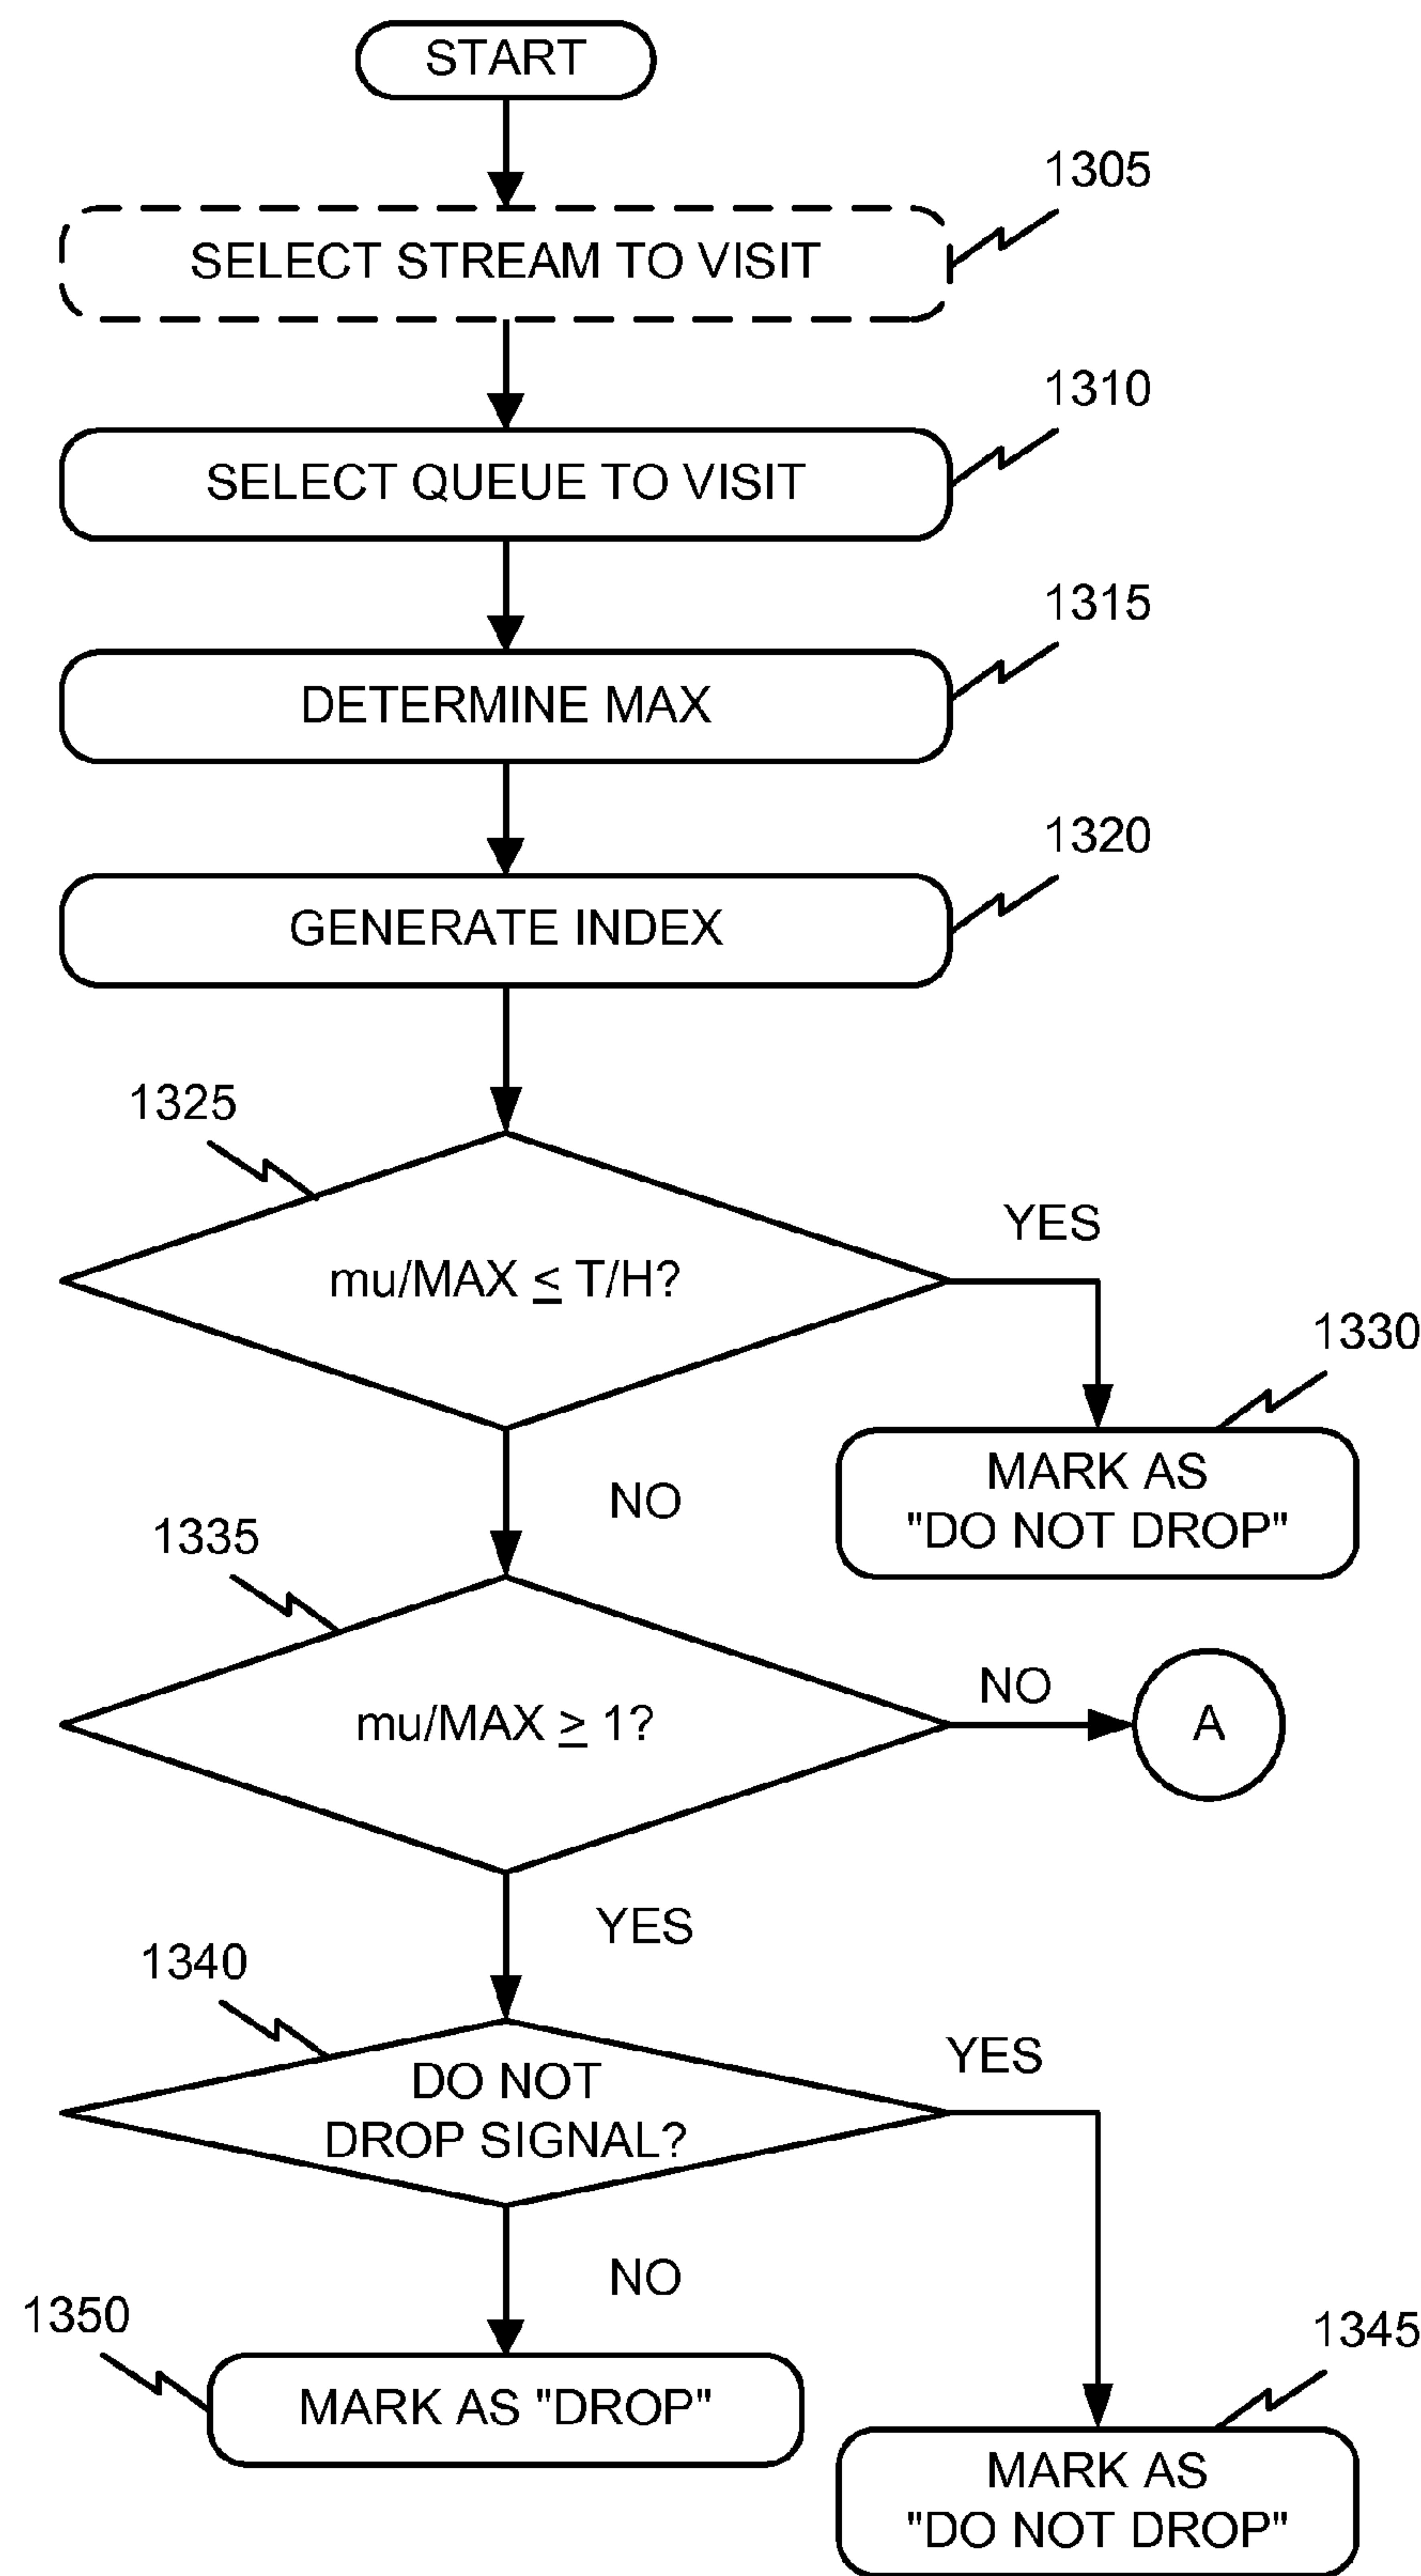 START
1305
SELECT STREAM TO VISIT
1310
SELECT QUEUE TO VISIT
1315
DETERMINE MAX
1320
GENERATE INDEX
1325
mu/MAX ≤ T/H?
YES
1330
MARK AS
"DO NOT DROP"
NO
1335
mu/MAX ≥ 1?
NO
A
YES
1340
DO NOT
DROP SIGNAL?
YES
NO
1350
MARK AS "DROP"
1345
MARK AS
"DO NOT DROP"